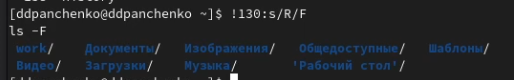 [ddpanchenko@ddpanchenko ~]$ !130:s/R/F
ls -F
work/ Документы/ Изображения/ Общедоступные/ Шаблоны/
Видео/ Загрузки/ Музыка/ 'Рабочий стол'/
[ddpanchenko@ddpanchenko ~]$